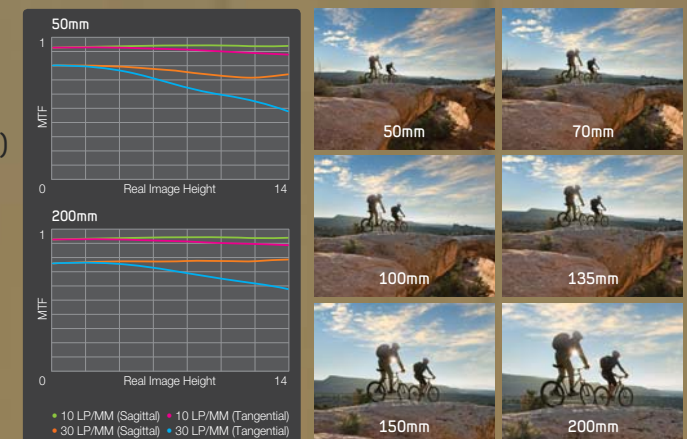 50mm
1
MTF
0 Real Image Height 14
200mm
1
MTF
0 Real Image Height 14
• 10 LP/MM (Sagittal) • 10 LP/MM (Tangential)
• 30 LP/MM (Sagittal) • 30 LP/MM (Tangential)
)
50mm
70mm
100mm
135mm
150mm
200mm